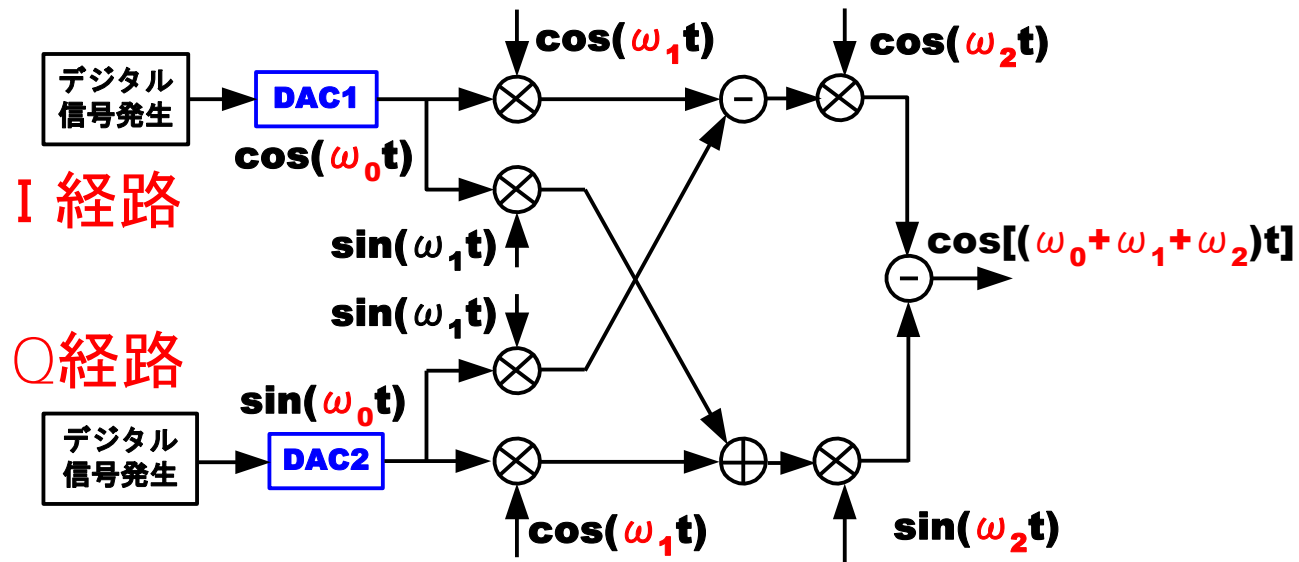 cos(ω₁t)
cos(ω₂t)
デジタル
信号発生
DAC1
cos(ω₀t)
I 経路
sin(ω₁t)
cos[(ω₀+ω₁+ω₂)t]
sin(ω₁t)
Q経路
sin(ω₀t)
デジタル
信号発生
DAC2
cos(ω₁t)
sin(ω₂t)